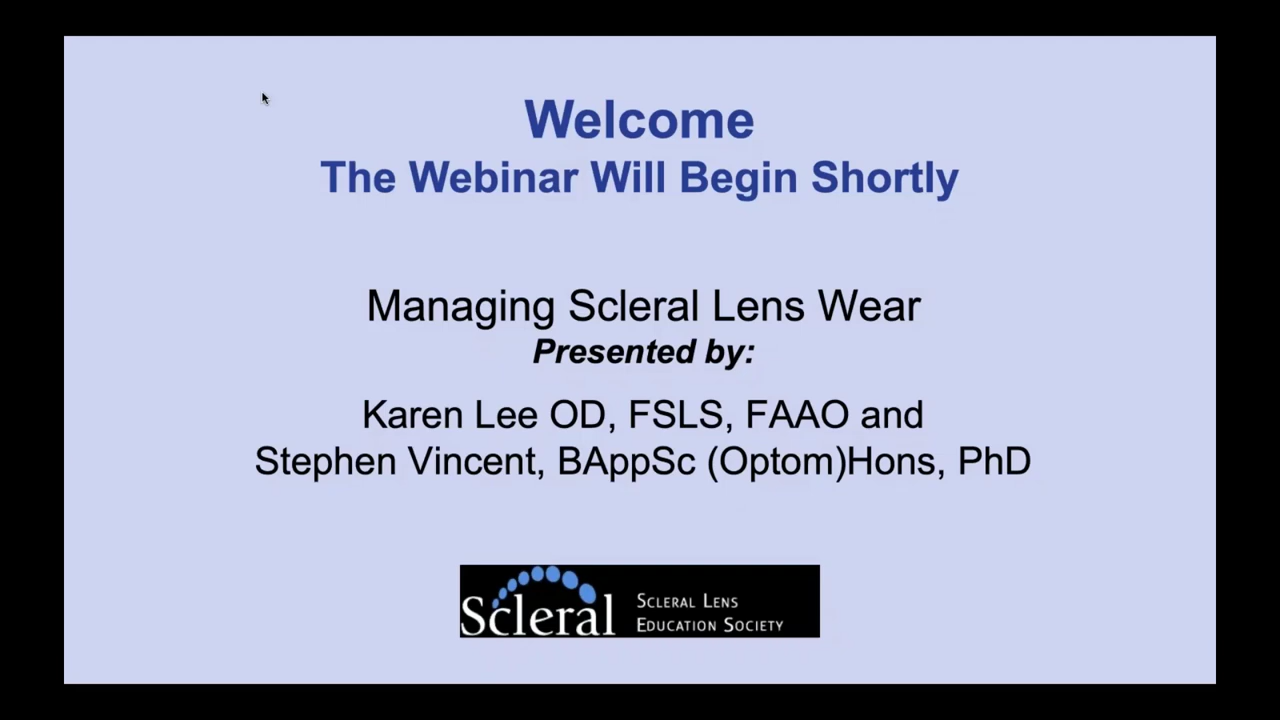 Welcome
The Webinar Will Begin Shortly
Managing Scleral Lens Wear
Presented by:
Karen Lee OD, FSLS, FAAO and
Stephen Vincent, BAppSc (Optom)Hons, PhD
Scleral
Scleral Lens
Education Society